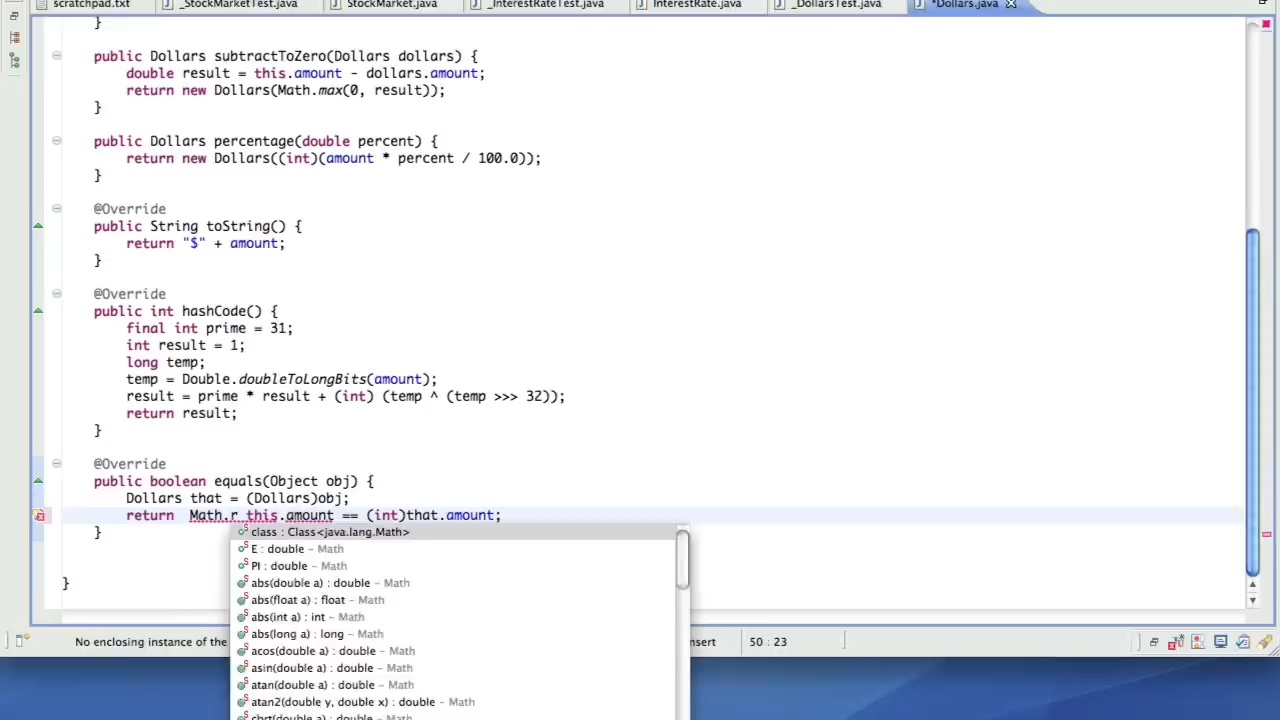 scratchpad.txt _StockMarketTest.java StockMarket.java _InterestRateTest.java InterestRate.java _DollarsTest.java *Dollars.java
}
public Dollars subtractToZero(Dollars dollars) {
double result = this.amount - dollars.amount;
return new Dollars(Math.max(0, result));
}
public Dollars percentage(double percent) {
return new Dollars((int)(amount * percent / 100.0));
}
@Override
public String toString() {
return "$" + amount;
}
@Override
public int hashCode() {
final int prime = 31;
int result = 1;
long temp;
temp = Double.doubleToLongBits(amount);
result = prime * result + (int) (temp ^ (temp >>> 32));
return result;
}
@Override
public boolean equals(Object obj) {
Dollars that = (Dollars)obj;
return Math.r this.amount == (int)that.amount;
}
class : Class<java.lang.Math>
E : double - Math
PI : double - Math
}
abs(double a) : double - Math
abs(float a) : float - Math
abs(int a) : int - Math
abs(long a) : long - Math
No enclosing instance of the
nsert
50 : 23
acos(double a) : double - Math
asin(double a) : double - Math
atan(double a) : double - Math
atan2(double y, double x) : double - Math
cbrt(double a) : double - Math